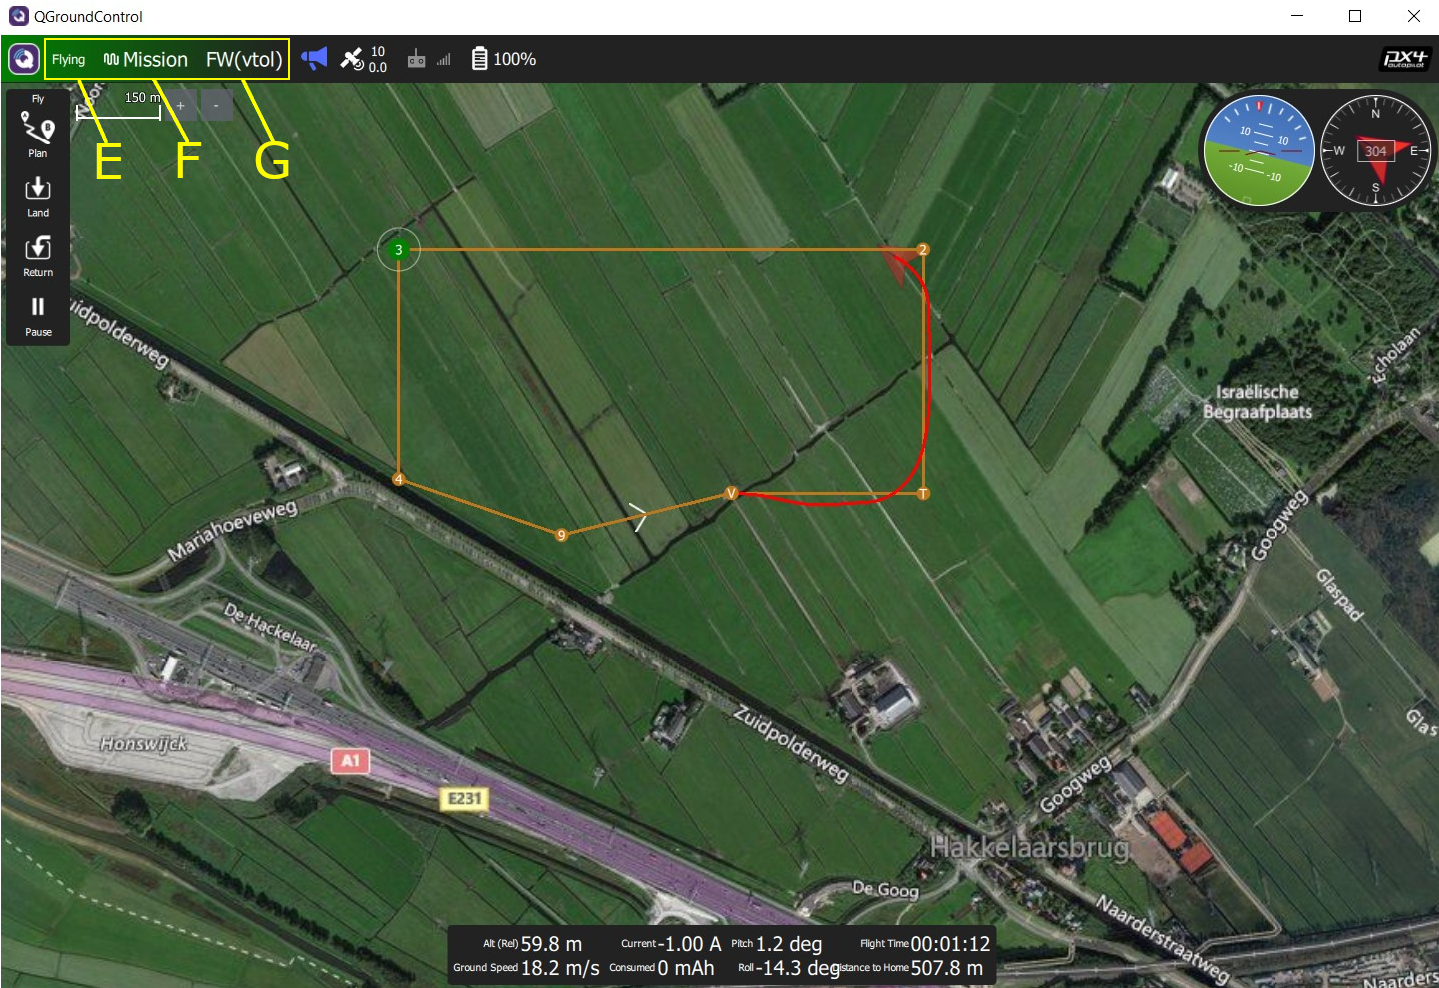 QGroundControl
Flying Mission FW(vtol) 10 0.0 100% px4 autopilot
E F G
Fly
150 m + -
Plan
Land
Return
Pause
N
W 304 E
S
10 10
-10 -10
3 2
4 V T
9
Zuidpolderweg
Mariahoeveweg
De Hackelaar
Honswijck
A1
E231
Israëlische
Begraafplaats
Echolaan
Googweg
Glaspad
Zuidpolderweg
Googweg
Hakkelaarsbrug
De Goog
Naarderstraatweg
Alt (Rel) 59.8 m Current -1.00 A Pitch 1.2 deg Flight Time 00:01:12
Ground Speed 18.2 m/s Consumed 0 mAh Roll -14.3 deg Distance to Home 507.8 m